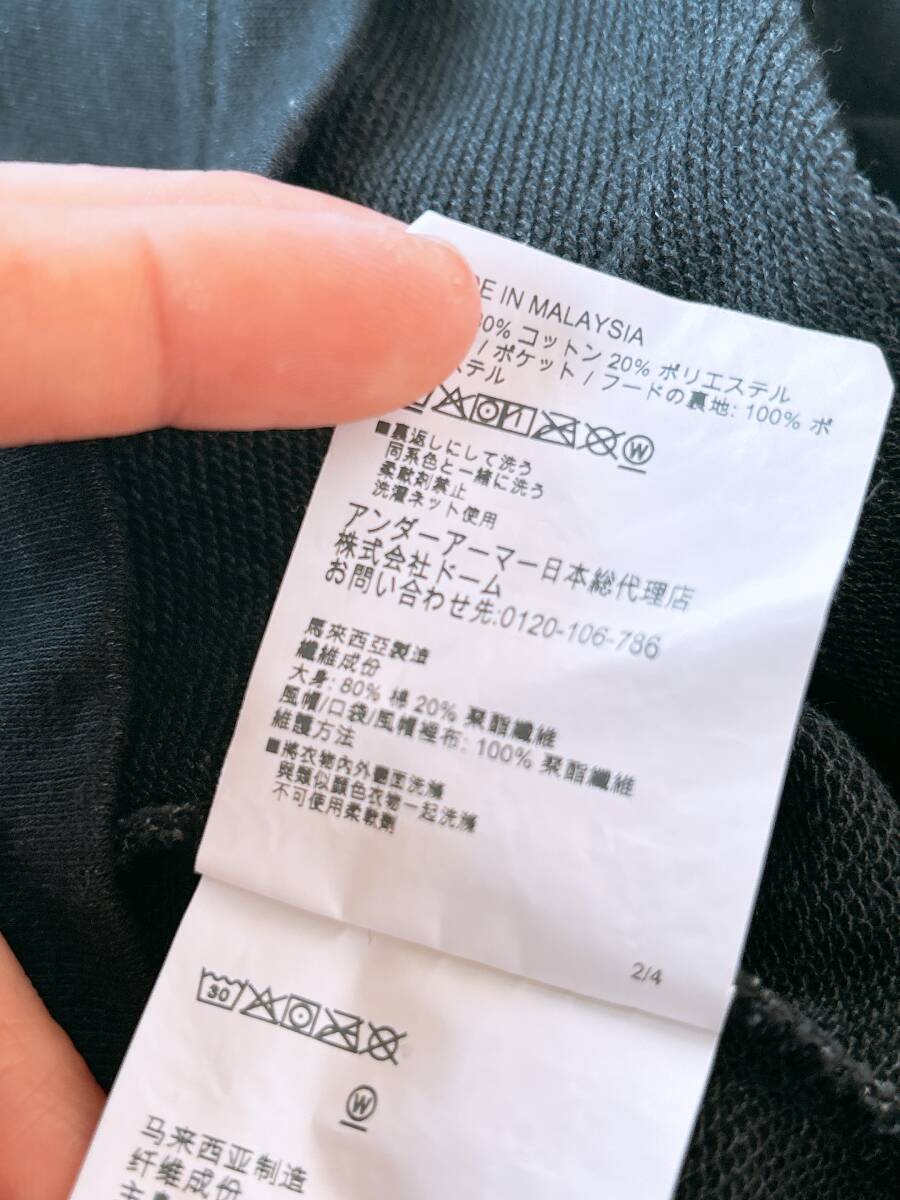 IN MALAYSIA
コットン 20% ポリエステル
/ ポケット / フードの裏地: 100% ポ
ステル
W
■裏返しにして洗う
同系色と一緒に洗う
柔軟剤禁止
洗濯ネット使用
アンダーアーマー日本総代理店
株式会社ドーム
お問い合わせ先:0120-106-786
馬來西亞製造
纖維成份
大身: 80% 棉 20% 聚酯纖維
風帽/口袋/風帽裡布: 100% 聚酯纖維
維護方法
■將衣物內外翻面洗滌
與類似顏色衣物一起洗滌
不可使用柔軟劑
2/4
30
W
马来西亚制造
纤维成份